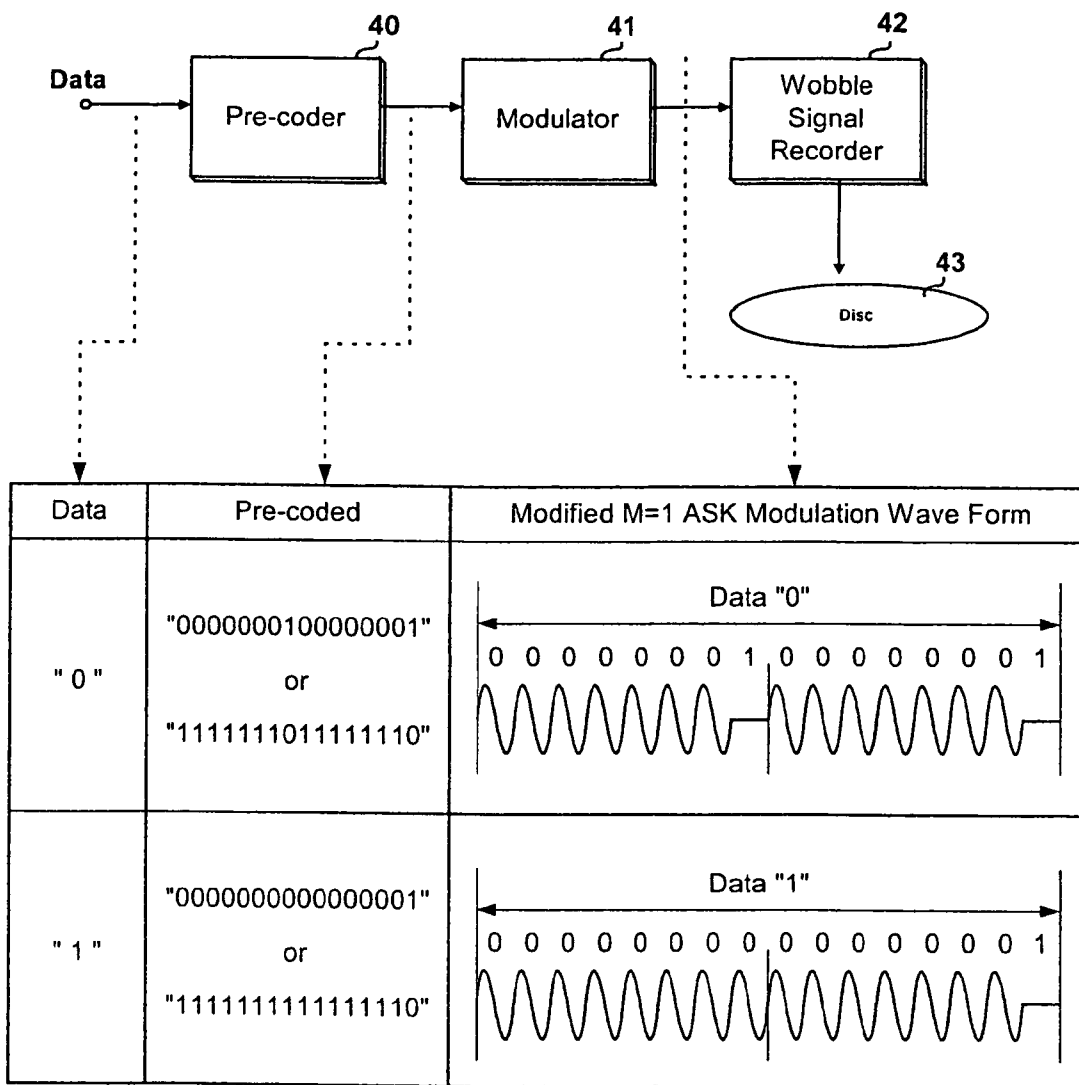 40
41
42
Data
Pre-coder
Modulator
Wobble
Signal
Recorder
43
Disc
Data
Pre-coded
Modified M=1 ASK Modulation Wave Form
" 0 "
"0000000100000001"
or
"1111111011111110"
Data "0"
0 0 0 0 0 0 0 1 0 0 0 0 0 0 0 1
" 1 "
"0000000000000001"
or
"1111111111111110"
Data "1"
0 0 0 0 0 0 0 0 0 0 0 0 0 0 0 1